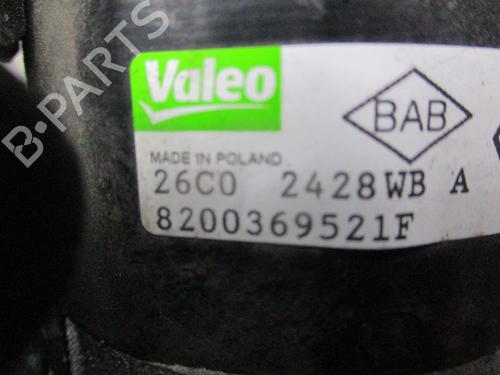 B-PARTS
Valeo
BAB
MADE IN POLAND
26C0 2428WB A
8200369521F